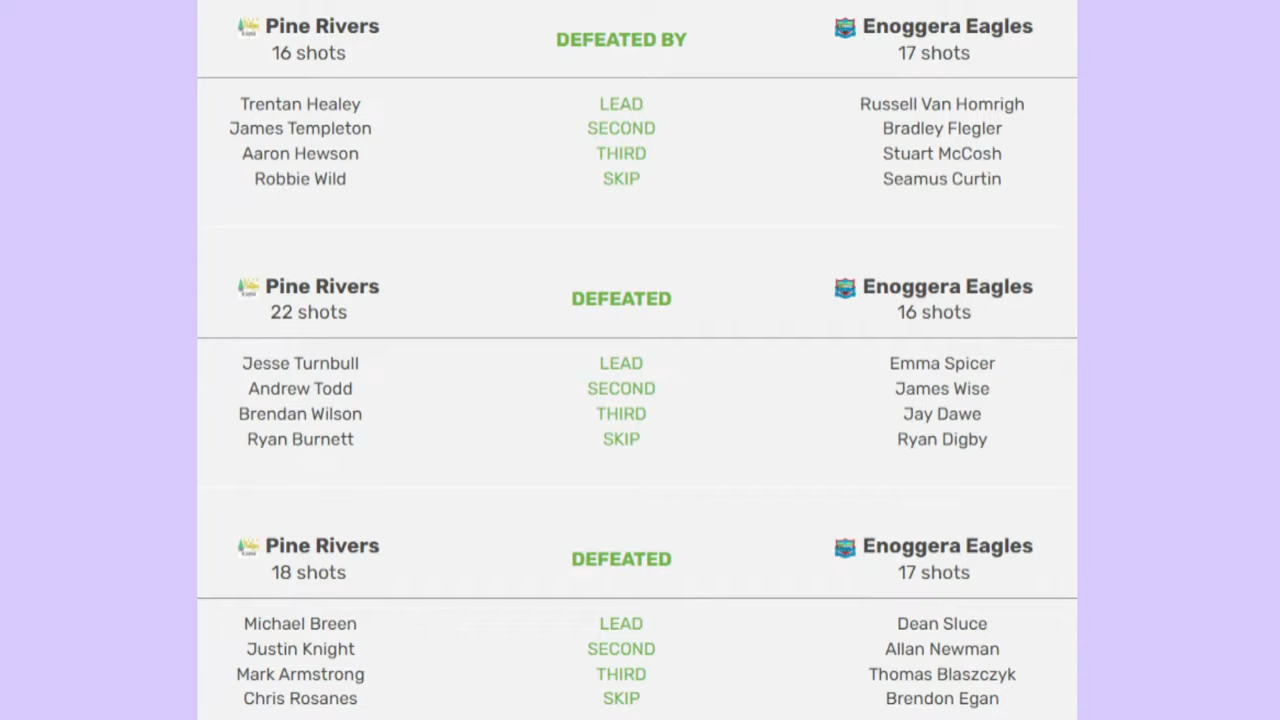 Pine Rivers DEFEATED BY Enoggera Eagles
16 shots 17 shots
Trentan Healey LEAD Russell Van Homrigh
James Templeton SECOND Bradley Flegler
Aaron Hewson THIRD Stuart McCosh
Robbie Wild SKIP Seamus Curtin
Pine Rivers DEFEATED Enoggera Eagles
22 shots 16 shots
Jesse Turnbull LEAD Emma Spicer
Andrew Todd SECOND James Wise
Brendan Wilson THIRD Jay Dawe
Ryan Burnett SKIP Ryan Digby
Pine Rivers DEFEATED Enoggera Eagles
18 shots 17 shots
Michael Breen LEAD Dean Sluce
Justin Knight SECOND Allan Newman
Mark Armstrong THIRD Thomas Blaszczyk
Chris Rosanes SKIP Brendon Egan